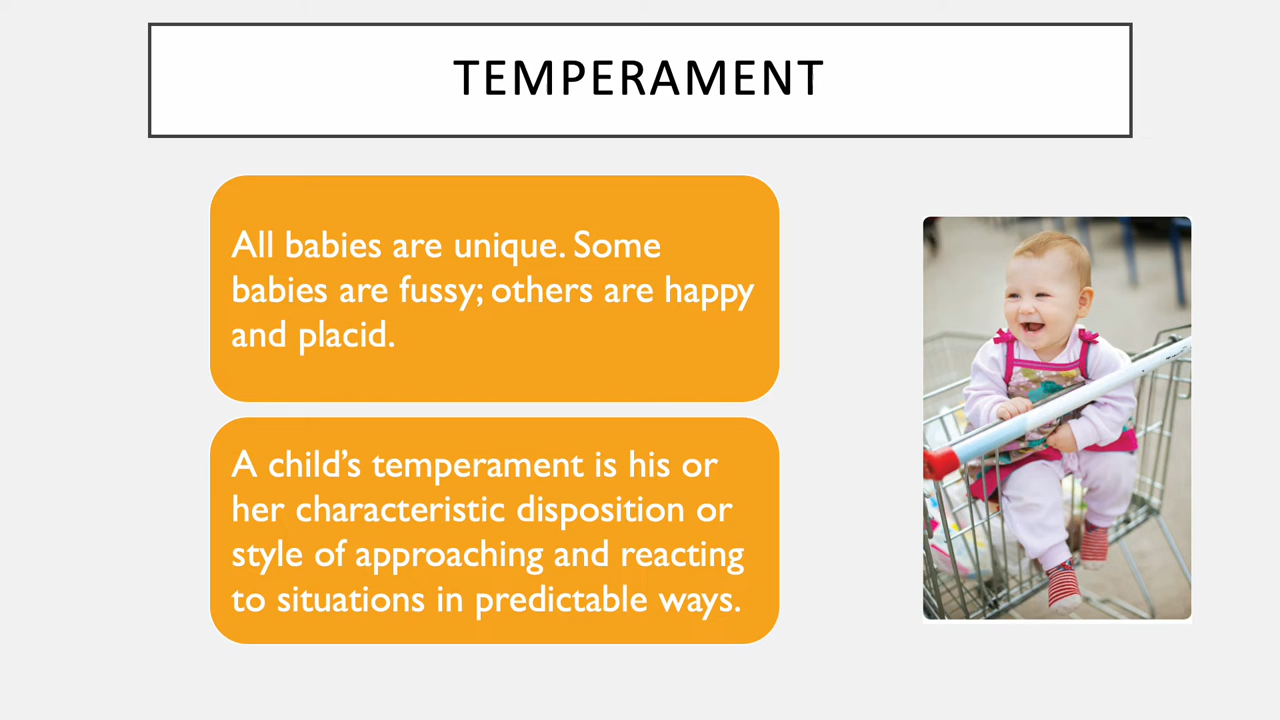 TEMPERAMENT
All babies are unique. Some
babies are fussy; others are happy
and placid.
A child’s temperament is his or
her characteristic disposition or
style of approaching and reacting
to situations in predictable ways.